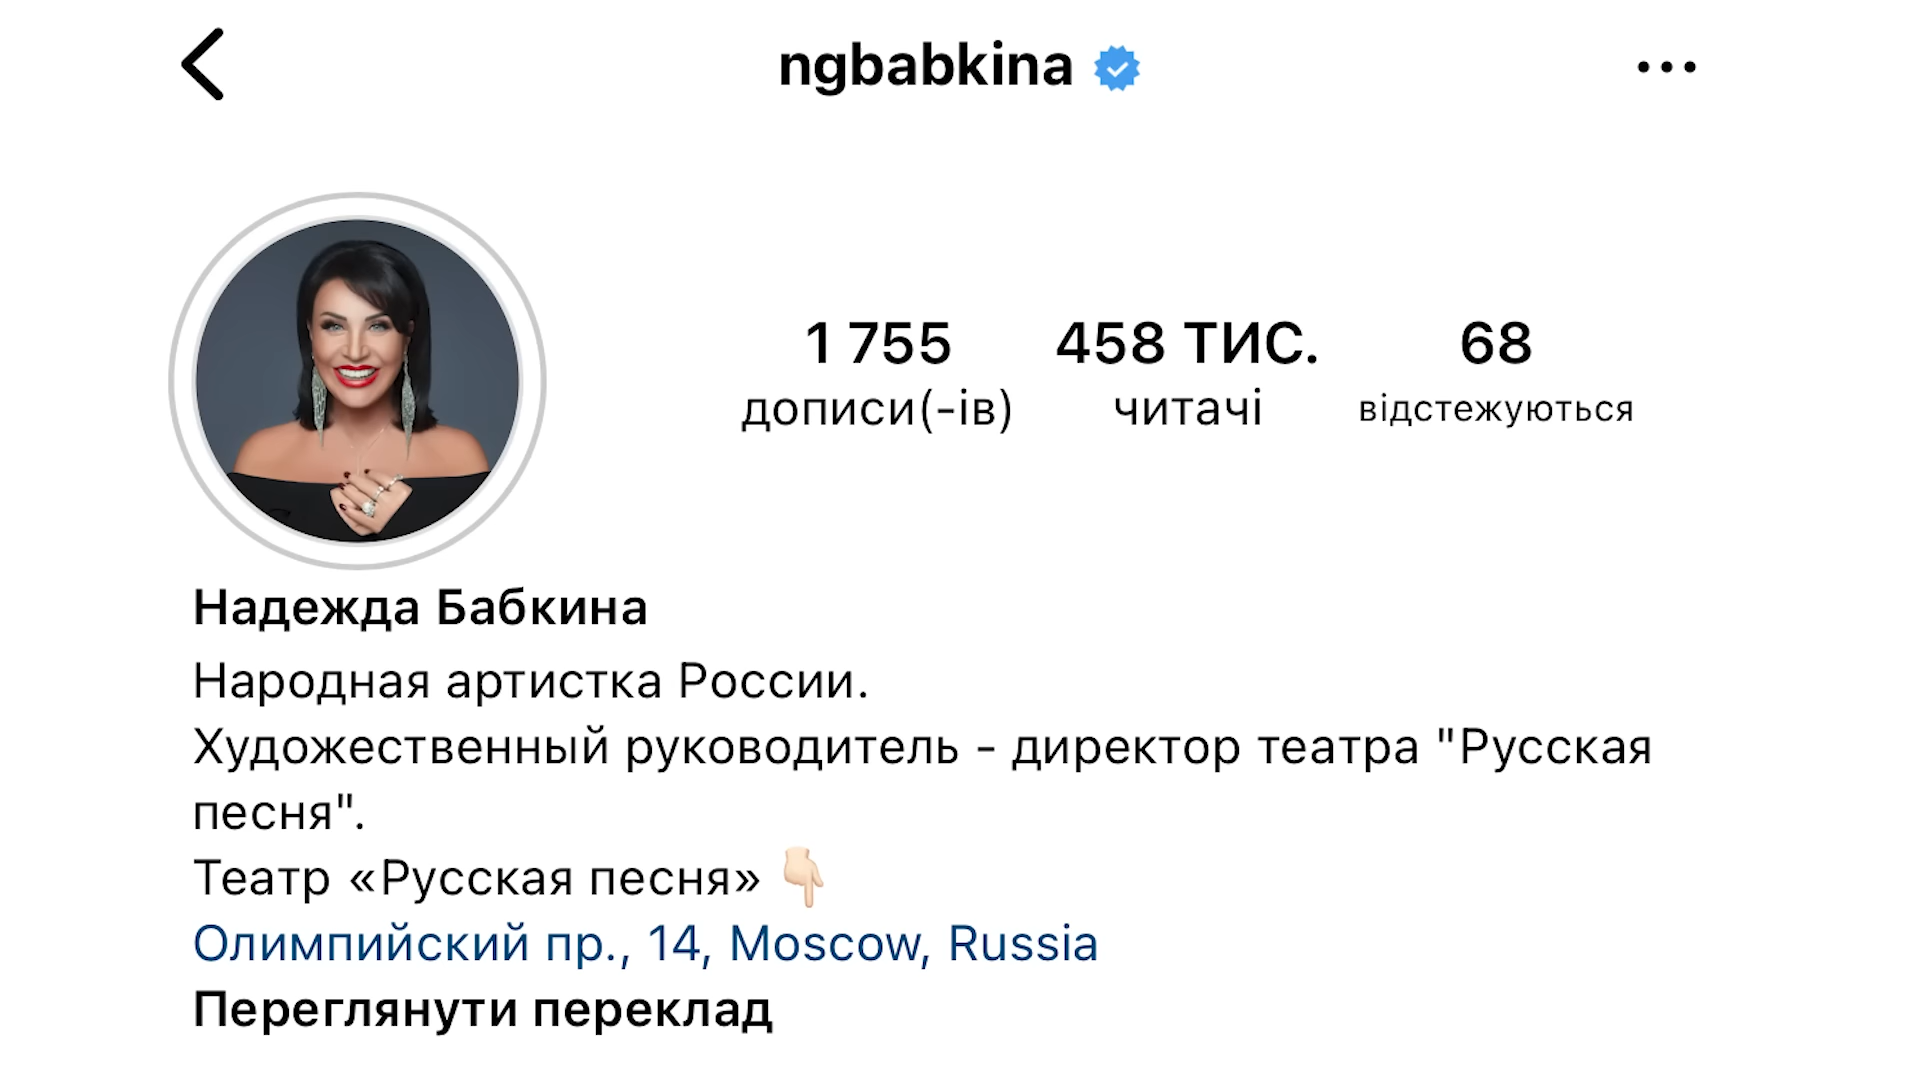 ngbabkina
1 755 458 ТИС. 68
дописи(-ів) читачі відстежуються
Надежда Бабкина
Народная артистка России.
Художественный руководитель - директор театра "Русская
песня".
Театр «Русская песня» 👇🏻
Олимпийский пр., 14, Moscow, Russia
Переглянути переклад